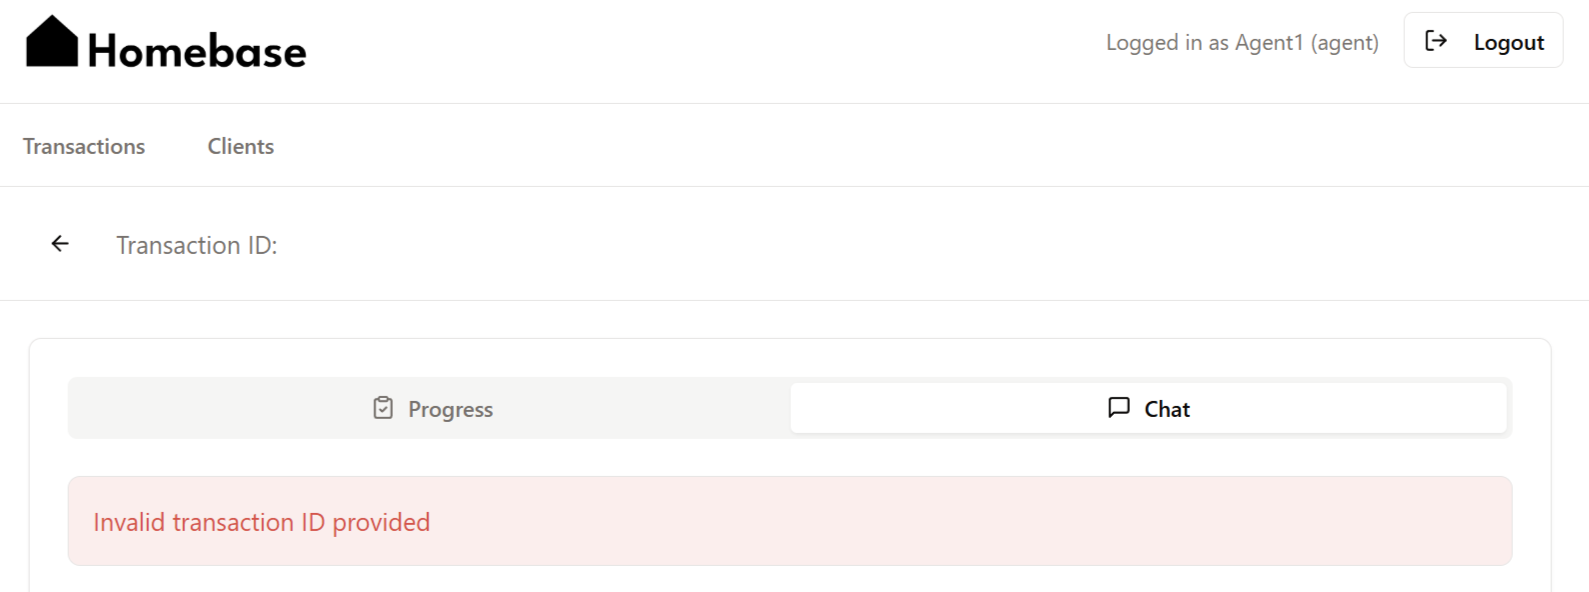 Homebase
Logged in as Agent1 (agent)
Logout
Transactions
Clients
Transaction ID:
Progress
Chat
Invalid transaction ID provided